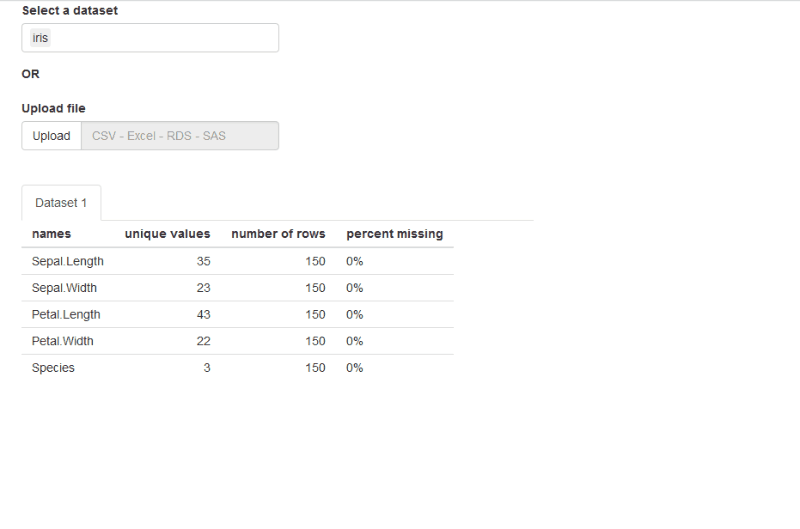 Select a dataset
iris
OR
Upload file
Upload CSV - Excel - RDS - SAS
Dataset 1
names unique values number of rows percent missing
Sepal.Length 35 150 0%
Sepal.Width 23 150 0%
Petal.Length 43 150 0%
Petal.Width 22 150 0%
Species 3 150 0%